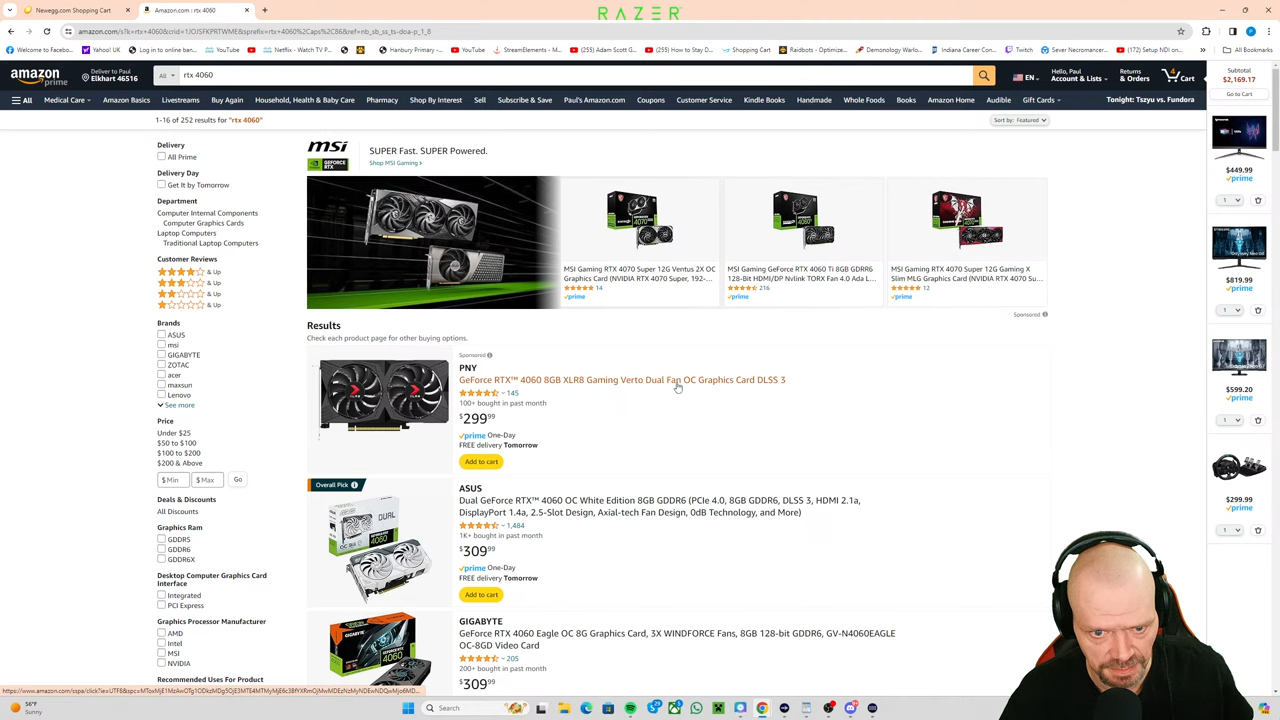 RAZER
Newegg.com Shopping Cart
Amazon.com : rtx 4060
amazon.com/s?k=rtx+4060&crid=1JOJSFKPRTWME&sprefix=rtx+4060%2Caps%2C86&ref=nb_sb_ss_ts-doa-p_1_8
Welcome to Facebook...
Yahoo! UK
Log in to online ban...
YouTube
Netflix - Watch TV P...
Hanbury Primary -...
YouTube
StreamElements -...
(255) Adam Scott G...
(255) How to Stay D...
Shopping Cart
Raidbots - Optimize...
Demonology Warlo...
Indiana Career Conn...
Twitch
Sever Necromancer...
(172) Setup NDI on...
All Bookmarks
amazon
prime
Deliver to Paul
Elkhart 46516
All
rtx 4060
EN
Hello, Paul
Account & Lists
Returns
& Orders
4
Cart
All
Medical Care
Amazon Basics
Livestreams
Buy Again
Household, Health & Baby Care
Pharmacy
Shop By Interest
Sell
Subscribe & Save
Paul's Amazon.com
Coupons
Customer Service
Kindle Books
Handmade
Whole Foods
Books
Amazon Home
Audible
Gift Cards
Tonight: Tszyu vs. Fundora
1-16 of 252 results for "rtx 4060"
Sort by: Featured
Delivery
All Prime
Delivery Day
Get It by Tomorrow
Department
Computer Internal Components
Computer Graphics Cards
Laptop Computers
Traditional Laptop Computers
Customer Reviews
& Up
& Up
& Up
& Up
Brands
ASUS
msi
GIGABYTE
ZOTAC
acer
maxsun
Lenovo
See more
Price
Under $25
$50 to $100
$100 to $200
$200 & Above
$ Min
$ Max
Go
Deals & Discounts
All Discounts
Graphics Ram
GDDR5
GDDR6
GDDR6X
Desktop Computer Graphics Card
Interface
Integrated
PCI Express
Graphics Processor Manufacturer
AMD
Intel
MSI
NVIDIA
Recommended Uses For Product
msi
GEFORCE
RTX
SUPER Fast. SUPER Powered.
Shop MSI Gaming
MSI Gaming RTX 4070 Super 12G Ventus 2X OC
Graphics Card (NVIDIA RTX 4070 Super, 192-...
14
prime
MSI Gaming GeForce RTX 4060 Ti 8GB GDDR6
128-Bit HDMI/DP Nvlink TORX Fan 4.0 Ada L...
216
prime
MSI Gaming RTX 4070 Super 12G Gaming X
Slim MLG Graphics Card (NVIDIA RTX 4070 Su...
12
prime
Sponsored
Results
Check each product page for other buying options.
Sponsored
PNY
GeForce RTX™ 4060 8GB XLR8 Gaming Verto Dual Fan OC Graphics Card DLSS 3
145
100+ bought in past month
$299 99
prime One-Day
FREE delivery Tomorrow
Add to cart
Overall Pick
ASUS
Dual GeForce RTX™ 4060 OC White Edition 8GB GDDR6 (PCIe 4.0, 8GB GDDR6, DLSS 3, HDMI 2.1a,
DisplayPort 1.4a, 2.5-Slot Design, Axial-tech Fan Design, 0dB Technology, and More)
1,484
1K+ bought in past month
$309 99
prime One-Day
FREE delivery Tomorrow
Add to cart
GIGABYTE
GeForce RTX 4060 Eagle OC 8G Graphics Card, 3X WINDFORCE Fans, 8GB 128-bit GDDR6, GV-N4060EAGLE
OC-8GD Video Card
205
200+ bought in past month
$309 99
Subtotal
$2,169.17
Go to Cart
$449.99
prime
1
$819.99
prime
1
$599.20
prime
1
$299.99
prime
1
56°F
Sunny
Search